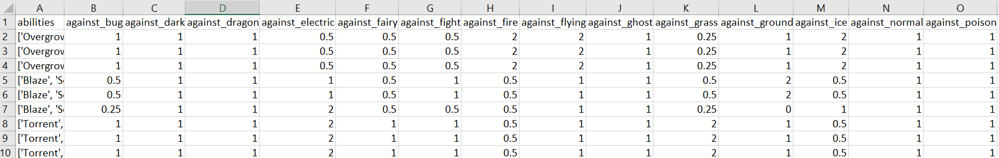 A B C D E F G H I J K L M N O
1 abilities against_bug against_dark against_dragon against_electric against_fairy against_fight against_fire against_flying against_ghost against_grass against_ground against_ice against_normal against_poison
2 ['Overgrow 1 1 1 0.5 0.5 0.5 2 2 1 0.25 1 2 1 1
3 ['Overgrow 1 1 1 0.5 0.5 0.5 2 2 1 0.25 1 2 1 1
4 ['Overgrow 1 1 1 0.5 0.5 0.5 2 2 1 0.25 1 2 1 1
5 ['Blaze', 'So 0.5 1 1 1 0.5 1 0.5 1 1 0.5 2 0.5 1 1
6 ['Blaze', 'So 0.5 1 1 1 0.5 1 0.5 1 1 0.5 2 0.5 1 1
7 ['Blaze', 'So 0.25 1 1 2 0.5 0.5 0.5 1 1 0.25 0 1 1 1
8 ['Torrent', 1 1 1 2 1 1 0.5 1 1 2 1 0.5 1 1
9 ['Torrent', 1 1 1 2 1 1 0.5 1 1 2 1 0.5 1 1
10 ['Torrent', 1 1 1 2 1 1 0.5 1 1 2 1 0.5 1 1